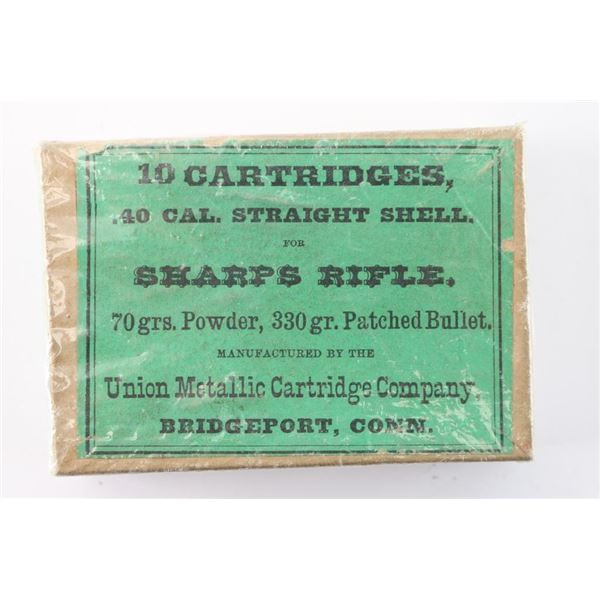 10 CARTRIDGES,
.40 CAL. STRAIGHT SHELL.
FOR
SHARPS RIFLE.
70 grs. Powder, 330 gr. Patched Bullet.
MANUFACTURED BY THE
Union Metallic Cartridge Company,
BRIDGEPORT, CONN.